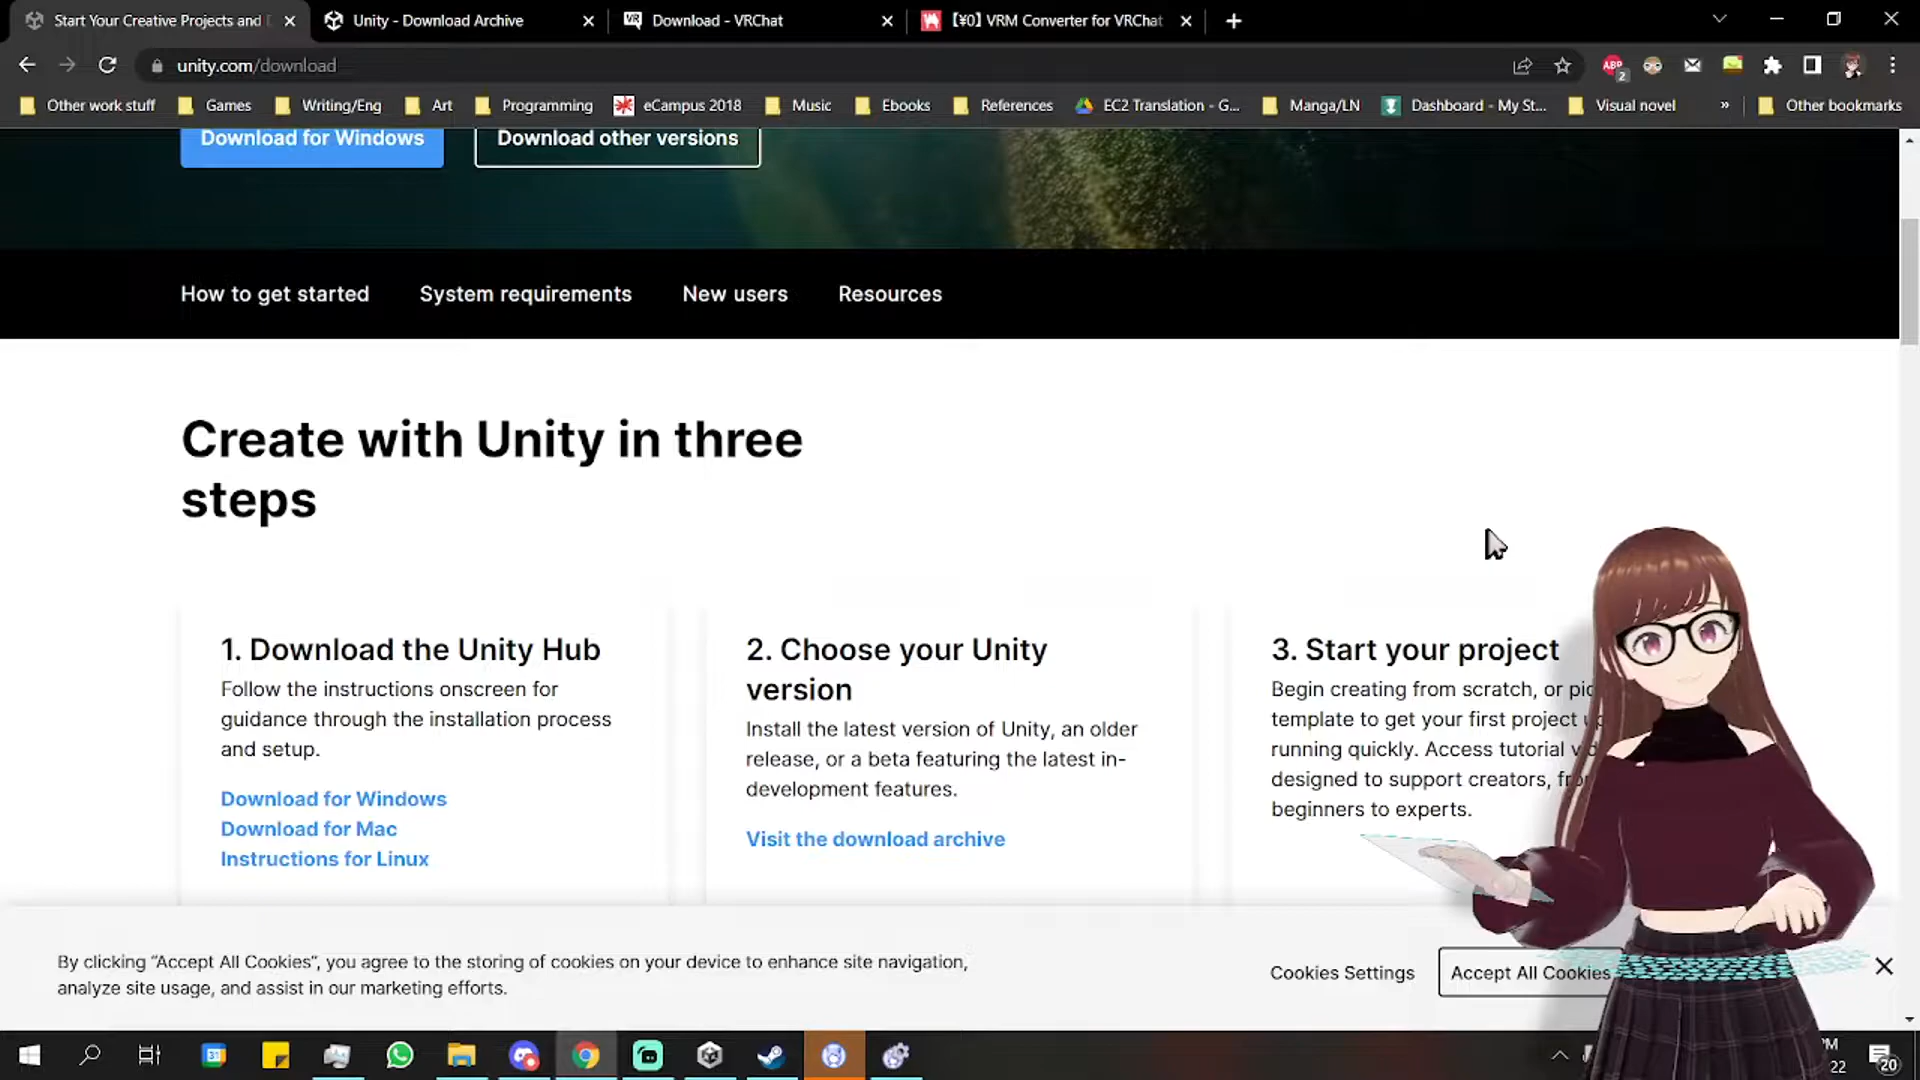 Start Your Creative Projects and
Unity - Download Archive
Download - VRChat
[¥0] VRM Converter for VRChat
unity.com/download
ABP
2
Other work stuff
Games
Writing/Eng
Art
Programming
eCampus 2018
Music
Ebooks
References
EC2 Translation - G...
Manga/LN
Dashboard - My St...
Visual novel
»
Other bookmarks
Download for Windows
Download other versions
How to get started
System requirements
New users
Resources
Create with Unity in three
steps
1. Download the Unity Hub
Follow the instructions onscreen for
guidance through the installation process
and setup.
Download for Windows
Download for Mac
Instructions for Linux
2. Choose your Unity
version
Install the latest version of Unity, an older
release, or a beta featuring the latest in-
development features.
Visit the download archive
3. Start your project
Begin creating from scratch, or
template to get your first project
running quickly. Access tutorial
designed to support creators,
beginners to experts.
By clicking “Accept All Cookies”, you agree to the storing of cookies on your device to enhance site navigation,
analyze site usage, and assist in our marketing efforts.
Cookies Settings
Accept All Cookies
31
PM
22
20